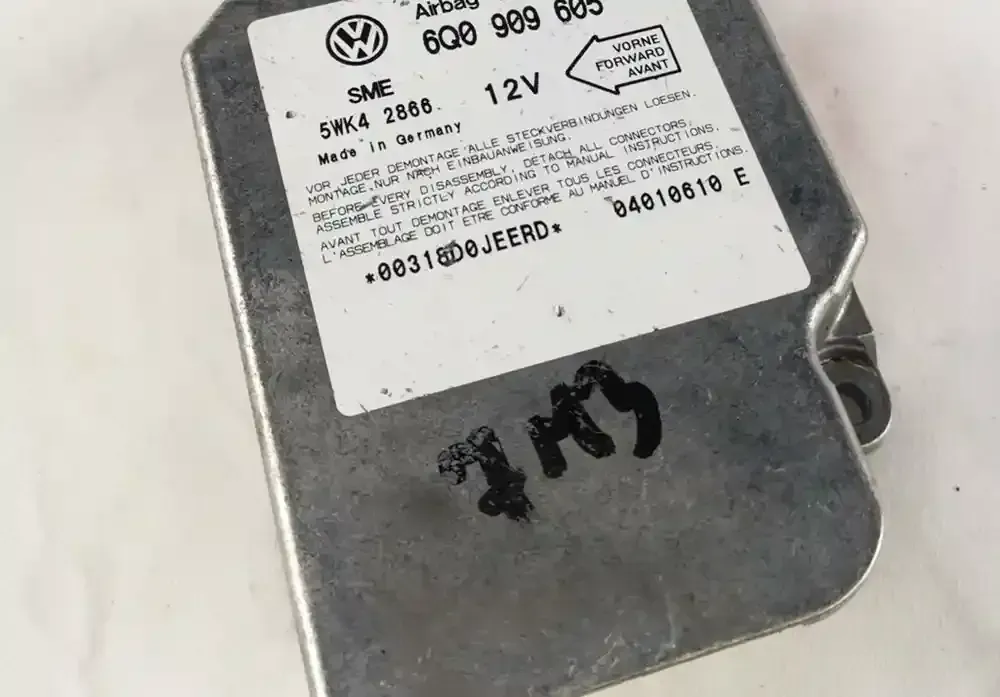 Airbag
6Q0 909 605
VORNE
FORWARD
AVANT
SME
12V
5WK4 2866
Made in Germany
VOR JEDER DEMONTAGE ALLE STECKVERBINDUNGEN LOESEN.
MONTAGE NUR NACH EINBAUANWEISUNG.
BEFORE EVERY DISASSEMBLY, DETACH ALL CONNECTORS.
ASSEMBLE STRICTLY ACCORDING TO MANUAL INSTRUCTIONS.
AVANT TOUT DEMONTAGE ENLEVER TOUS LES CONNECTEURS.
L'ASSEMBLAGE DOIT ETRE CONFORME AU MANUEL D'INSTRUCTIONS.
04010610 E